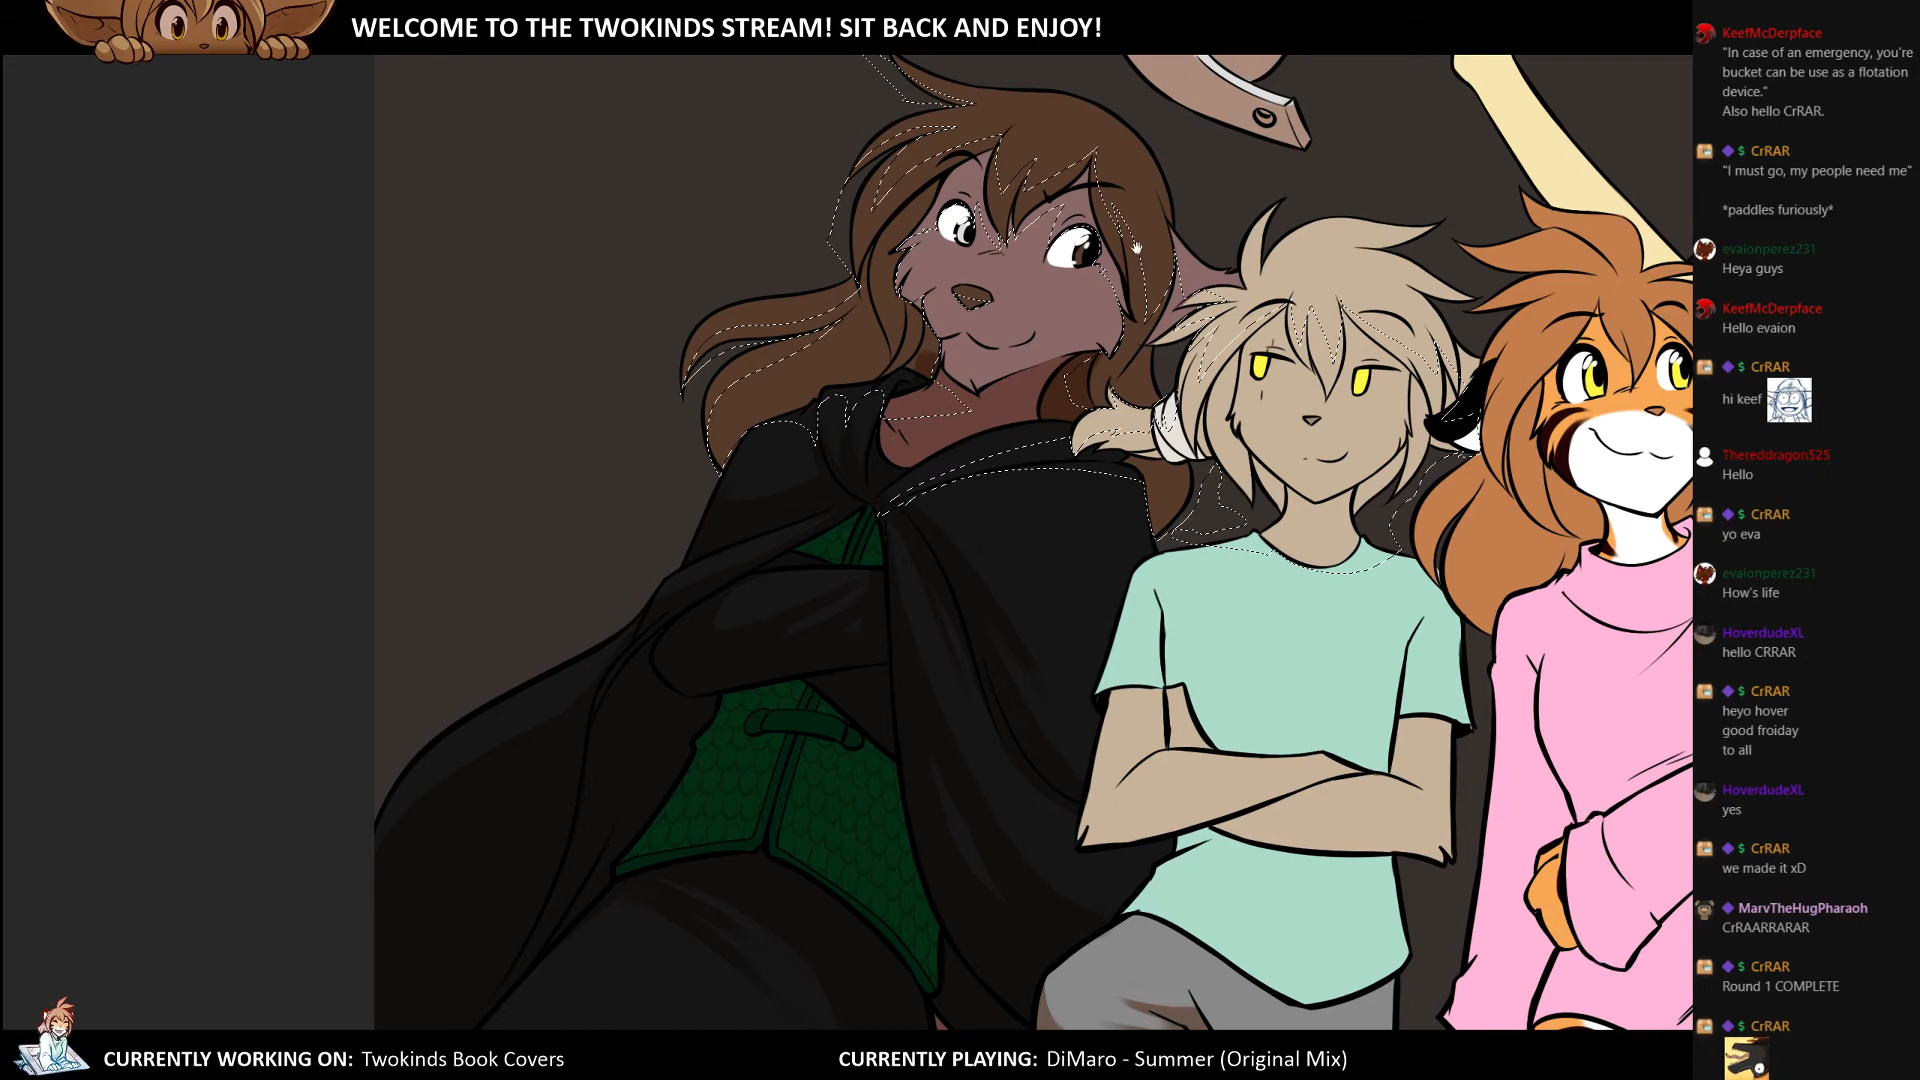 WELCOME TO THE TWOKINDS STREAM! SIT BACK AND ENJOY!
KeefMcDerpface
"In case of an emergency, you're
bucket can be use as a flotation
device."
Also hello CrRAR.
$ CrRAR
"I must go, my people need me"
*paddles furiously*
evaionperez231
Heya guys
KeefMcDerpface
Hello evaion
$ CrRAR
hi keef
Thereddragon525
Hello
$ CrRAR
yo eva
evaionperez231
How's life
HoverdudeXL
hello CRRAR
$ CrRAR
heyo hover
good froiday
to all
HoverdudeXL
yes
$ CrRAR
we made it xD
MarvTheHugPharaoh
CrRAARRARAR
$ CrRAR
Round 1 COMPLETE
$ CrRAR
CURRENTLY WORKING ON: Twokinds Book Covers
CURRENTLY PLAYING: DiMaro - Summer (Original Mix)